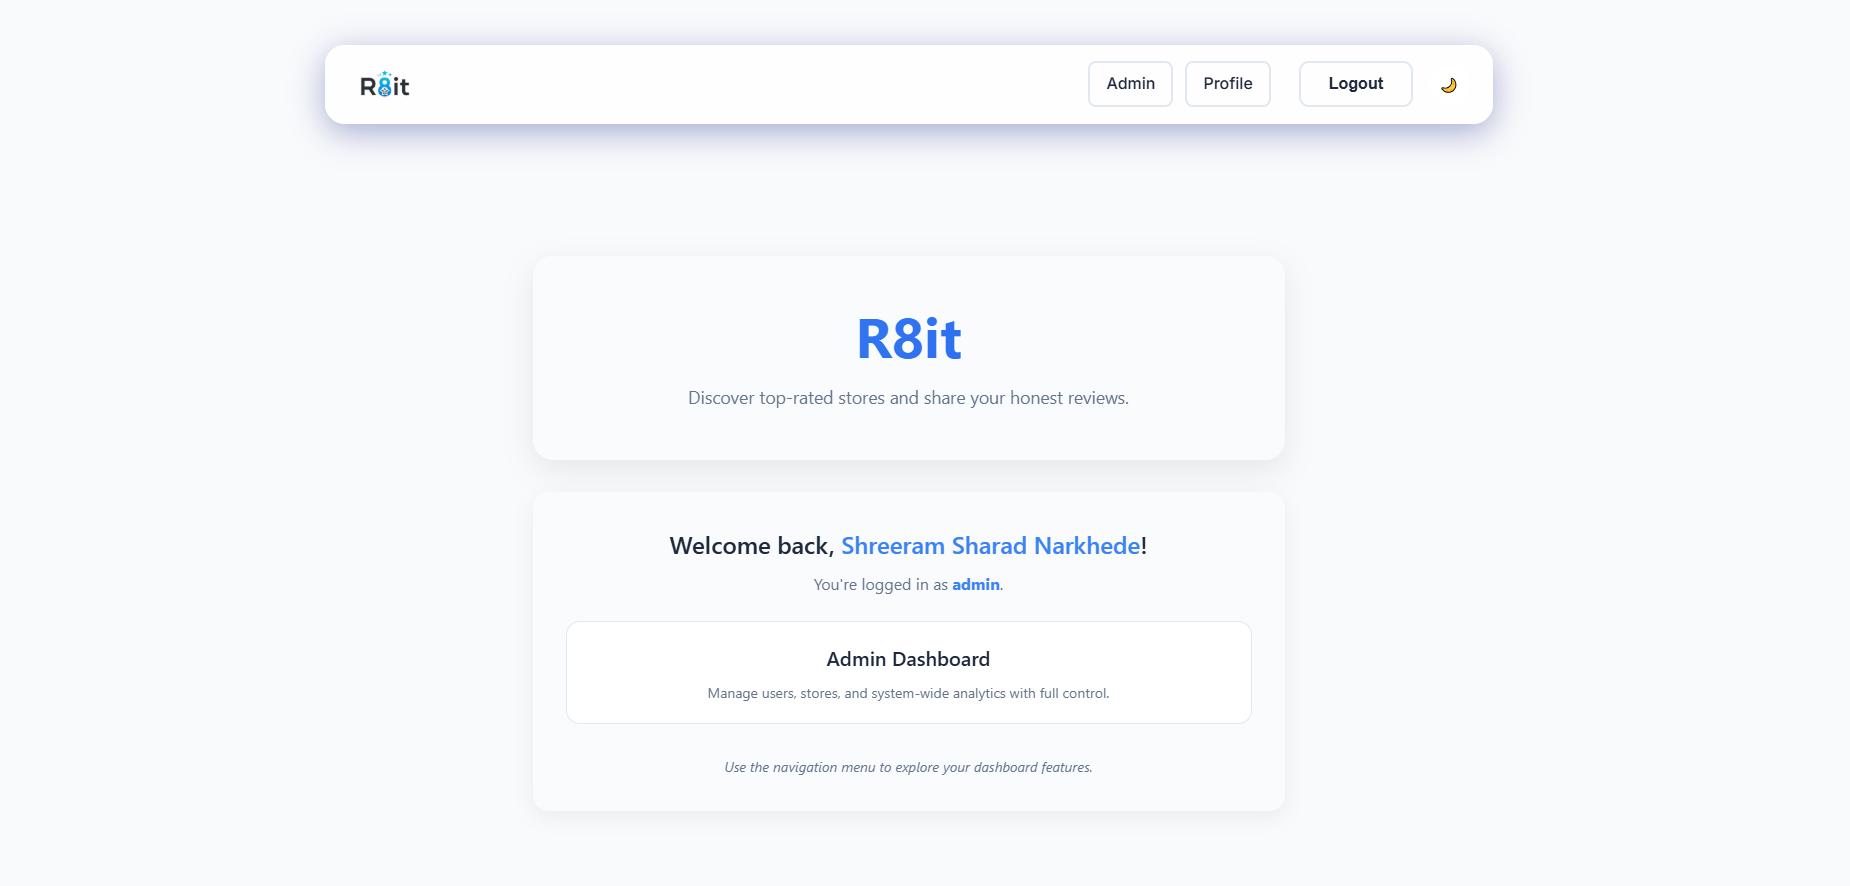 R8it
Admin
Profile
Logout
R8it
Discover top-rated stores and share your honest reviews.
Welcome back, Shreeram Sharad Narkhede!
You're logged in as admin.
Admin Dashboard
Manage users, stores, and system-wide analytics with full control.
Use the navigation menu to explore your dashboard features.